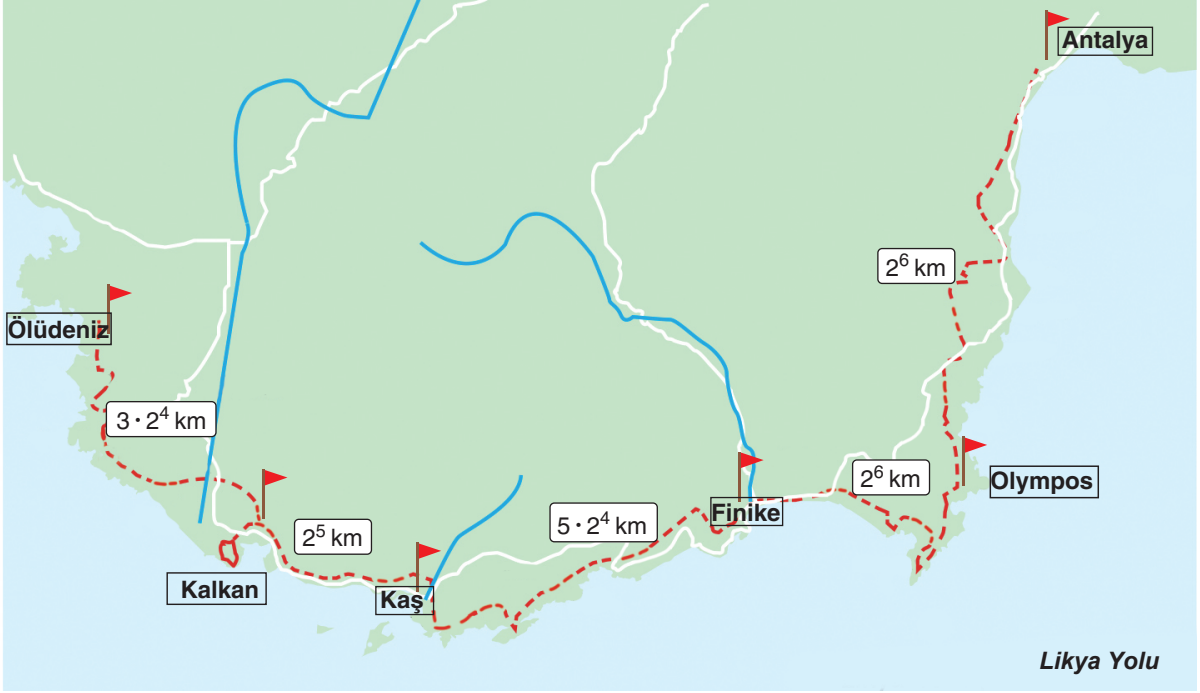 Antalya
2⁶ km
Ölüdeniz
3 · 2⁴ km
2⁶ km
Olympos
Finike
5 · 2⁴ km
2⁵ km
Kalkan
Kaş
Likya Yolu